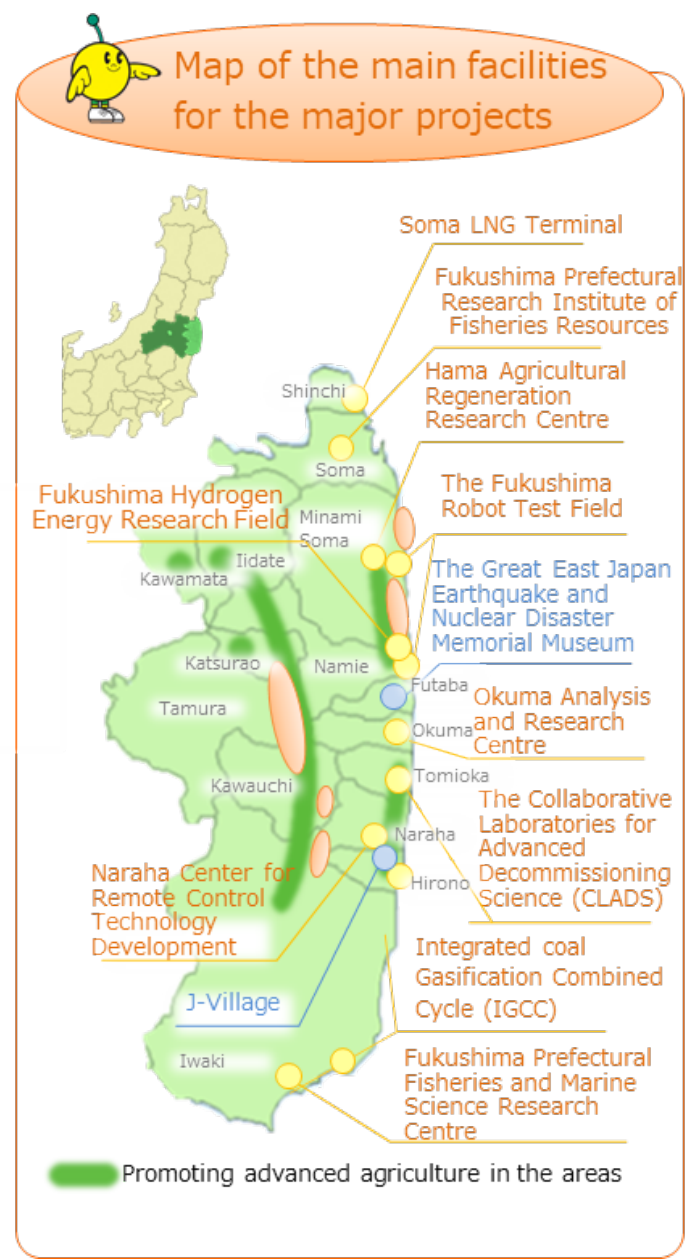 Map of the main facilities
for the major projects
Soma LNG Terminal
Fukushima Prefectural
Research Institute of
Fisheries Resources
Shinchi
Hama Agricultural
Regeneration
Research Centre
Soma
The Fukushima
Robot Test Field
Fukushima Hydrogen
Energy Research Field
Minami
Soma
Iidate
Kawamata
The Great East Japan
Earthquake and
Nuclear Disaster
Memorial Museum
Katsurao
Namie
Futaba
Tamura
Okuma Analysis
and Research
Centre
Okuma
Tomioka
Kawauchi
The Collaborative
Laboratories for
Advanced
Decommissioning
Science (CLADS)
Naraha
Hirono
Naraha Center for
Remote Control
Technology
Development
Integrated coal
Gasification Combined
Cycle (IGCC)
J-Village
Iwaki
Fukushima Prefectural
Fisheries and Marine
Science Research
Centre
Promoting advanced agriculture in the areas